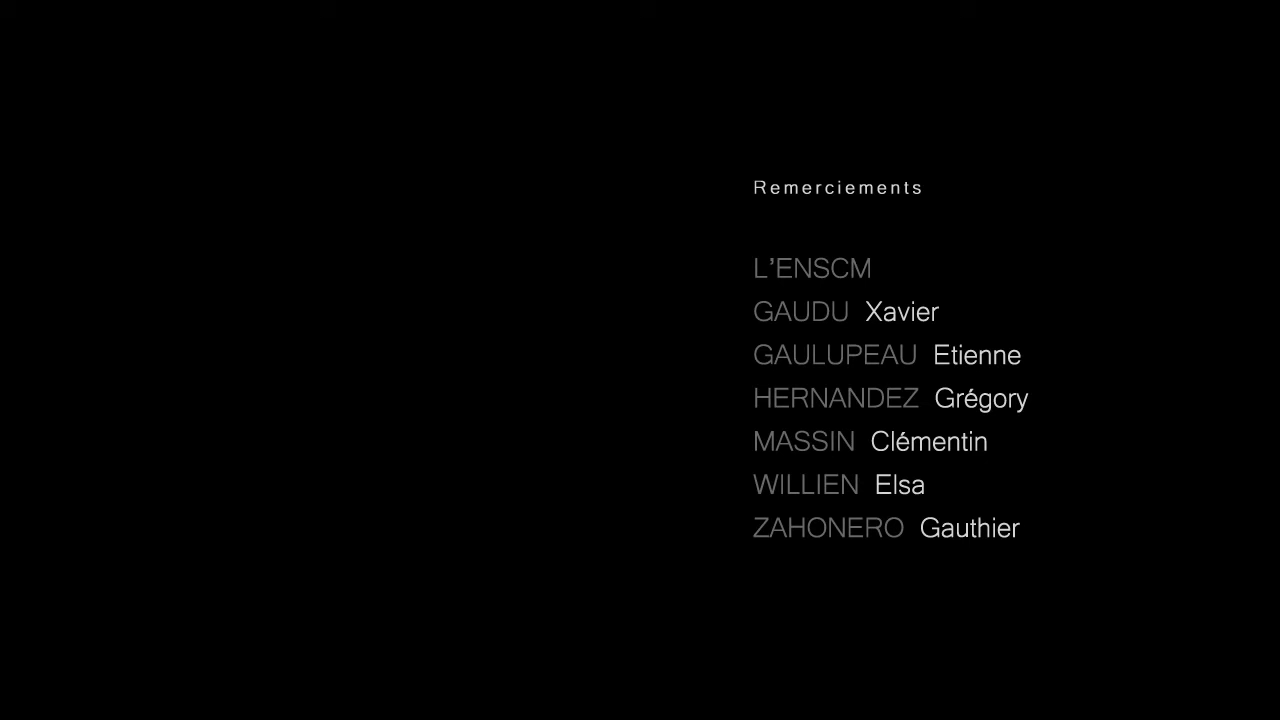 Remerciements
L'ENSCM
GAUDU Xavier
GAULUPEAU Etienne
HERNANDEZ Grégory
MASSIN Clémentin
WILLIEN Elsa
ZAHONERO Gauthier